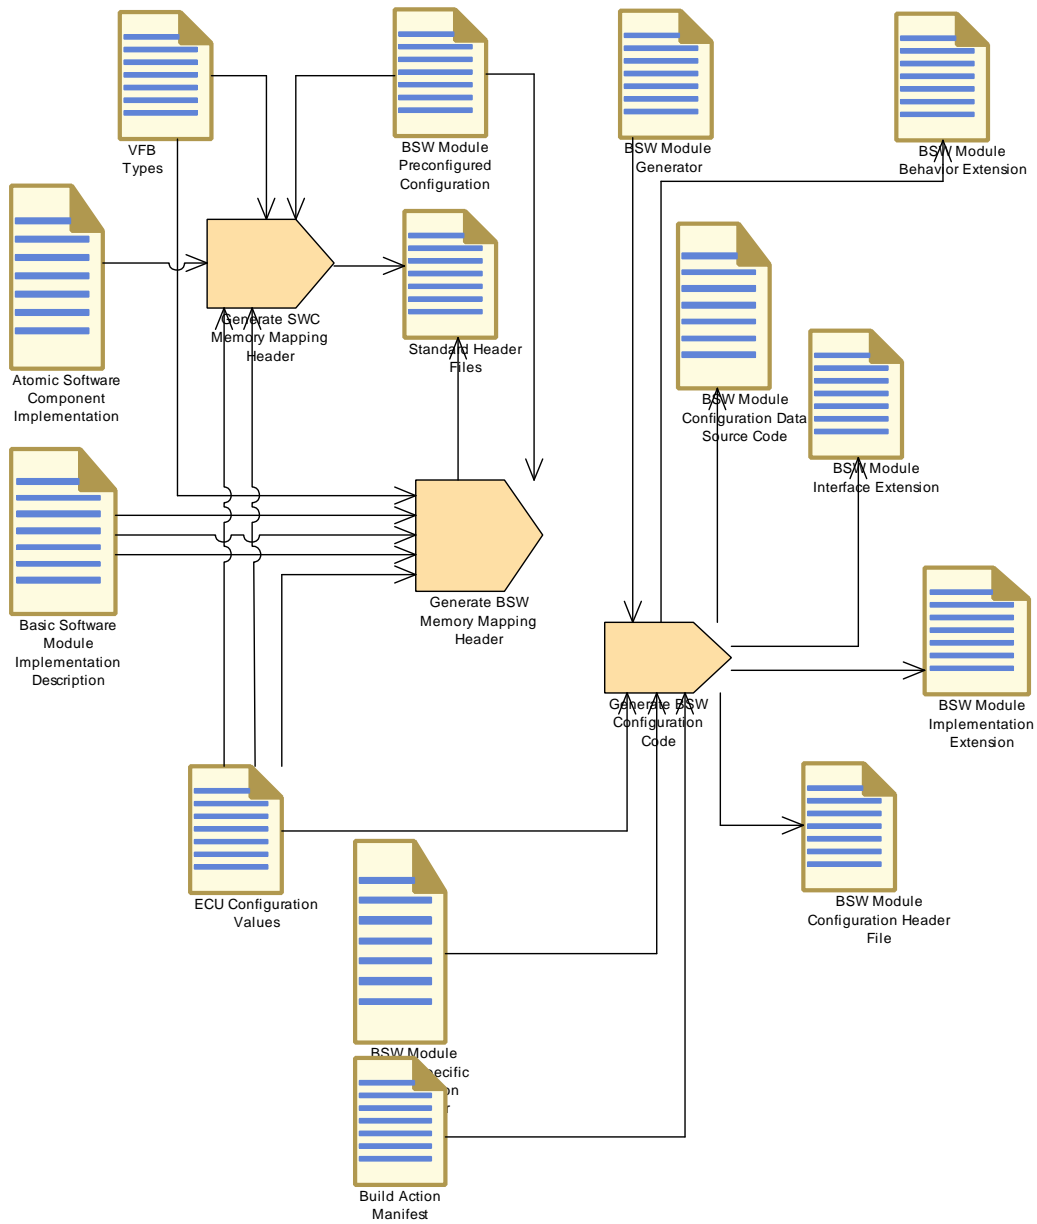 VFB
Types
BSW Module
Preconfigured
Configuration
BSW Module
Generator
BSW Module
Behavior Extension
Atomic Software
Component
Implementation
Generate SWC
Memory Mapping
Header
Standard Header
Files
BSW Module
Configuration Data
Source Code
BSW Module
Interface Extension
Basic Software
Module
Implementation
Description
Generate BSW
Memory Mapping
Header
Generate BSW
Configuration
Code
BSW Module
Implementation
Extension
ECU Configuration
Values
BSW Module
Configuration Header
File
BSW Module
Build Action
Manifest